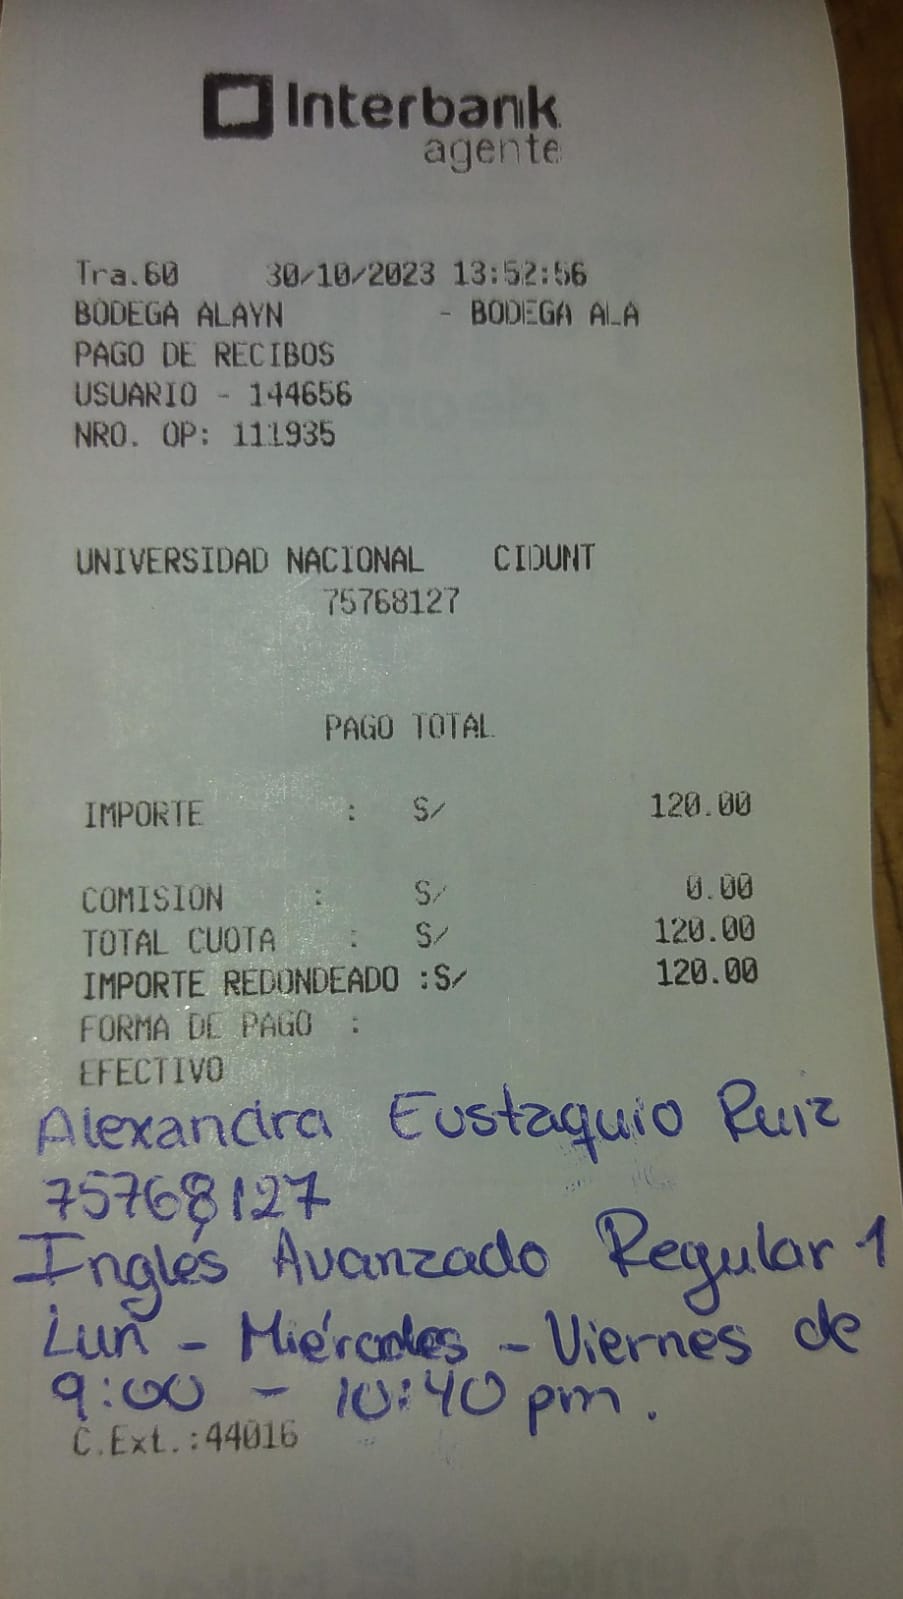 Interbank
agente
Tra.60 30/10/2023 13:52:56
BODEGA ALAYN - BODEGA ALA
PAGO DE RECIBOS
USUARIO - 144656
NRO. OP: 111935
UNIVERSIDAD NACIONAL CIDUNT
75768127
PAGO TOTAL
IMPORTE : S/ 120.00
COMISION : S/ 0.00
TOTAL CUOTA : S/ 120.00
IMPORTE REDONDEADO :S/ 120.00
FORMA DE PAGO :
EFECTIVO
Alexandra Eustaquio Ruiz
75768127
Inglés Avanzado Regular 1
Lun - Miércoles - Viernes de
9:00 - 10:40 pm.
C.Ext.:44016